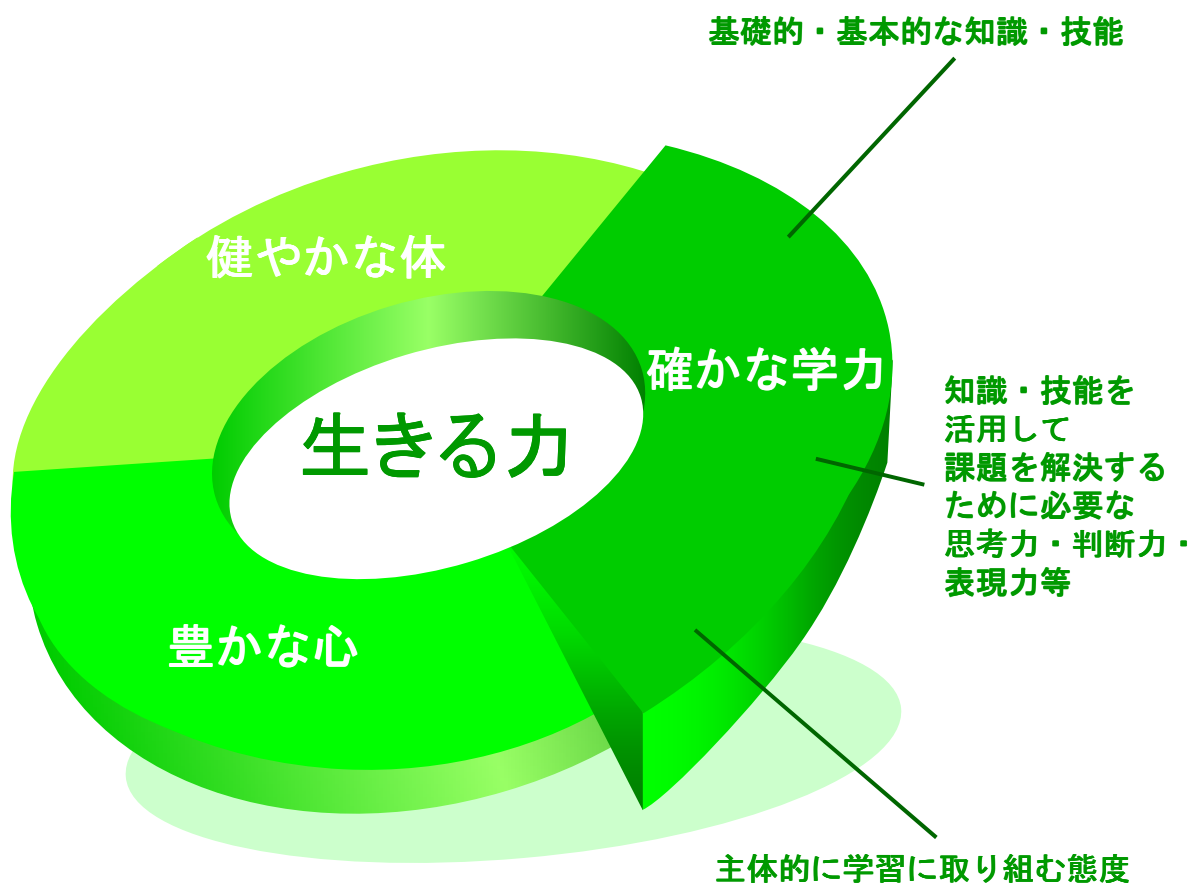 基礎的・基本的な知識・技能
健やかな体
確かな学力
生きる力
知識・技能を
活用して
課題を解決する
ために必要な
思考力・判断力・
表現力等
豊かな心
主体的に学習に取り組む態度